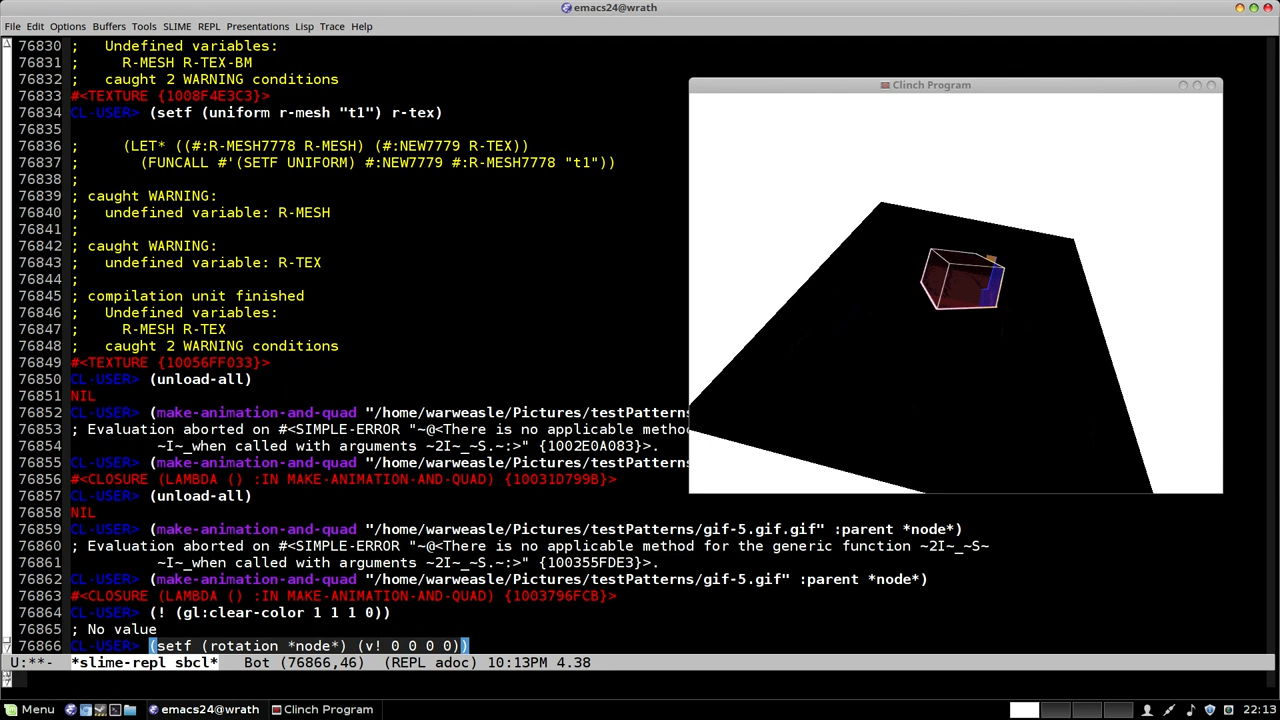 emacs24@wrath
File Edit Options Buffers Tools SLIME REPL Presentations Lisp Trace Help
76830 ;   Undefined variables:
76831 ;     R-MESH R-TEX-BM
76832 ;   caught 2 WARNING conditions
76833 #<TEXTURE {1008F4E3C3}>
76834 CL-USER> (setf (uniform r-mesh "t1") r-tex)
76835
76836 ;     (LET* ((#:R-MESH7778 R-MESH) (#:NEW7779 R-TEX))
76837 ;       (FUNCALL #'(SETF UNIFORM) #:NEW7779 #:R-MESH7778 "t1"))
76838 ;
76839 ; caught WARNING:
76840 ;   undefined variable: R-MESH
76841 ;
76842 ; caught WARNING:
76843 ;   undefined variable: R-TEX
76844 ;
76845 ; compilation unit finished
76846 ;   Undefined variables:
76847 ;     R-MESH R-TEX
76848 ;   caught 2 WARNING conditions
76849 #<TEXTURE {10056FF033}>
76850 CL-USER> (unload-all)
76851 NIL
76852 CL-USER> (make-animation-and-quad "/home/warweasle/Pictures/testPatterns
76853 ; Evaluation aborted on #<SIMPLE-ERROR "~@<There is no applicable metho
76854           ~I~_when called with arguments ~2I~_~S.~:>" {1002E0A083}>.
76855 CL-USER> (make-animation-and-quad "/home/warweasle/Pictures/testPatterns
76856 #<CLOSURE (LAMBDA () :IN MAKE-ANIMATION-AND-QUAD) {10031D799B}>
76857 CL-USER> (unload-all)
76858 NIL
76859 CL-USER> (make-animation-and-quad "/home/warweasle/Pictures/testPatterns/gif-5.gif.gif" :parent *node*)
76860 ; Evaluation aborted on #<SIMPLE-ERROR "~@<There is no applicable method for the generic function ~2I~_~S~
76861           ~I~_when called with arguments ~2I~_~S.~:>" {100355FDE3}>.
76862 CL-USER> (make-animation-and-quad "/home/warweasle/Pictures/testPatterns/gif-5.gif" :parent *node*)
76863 #<CLOSURE (LAMBDA () :IN MAKE-ANIMATION-AND-QUAD) {1003796FCB}>
76864 CL-USER> (! (gl:clear-color 1 1 1 0))
76865 ; No value
76866 CL-USER> (setf (rotation *node*) (v! 0 0 0 0))
U:**-  *slime-repl sbcl*   Bot (76866,46)   (REPL adoc) 10:13PM 4.38
Clinch Program
Menu emacs24@wrath Clinch Program 22:13